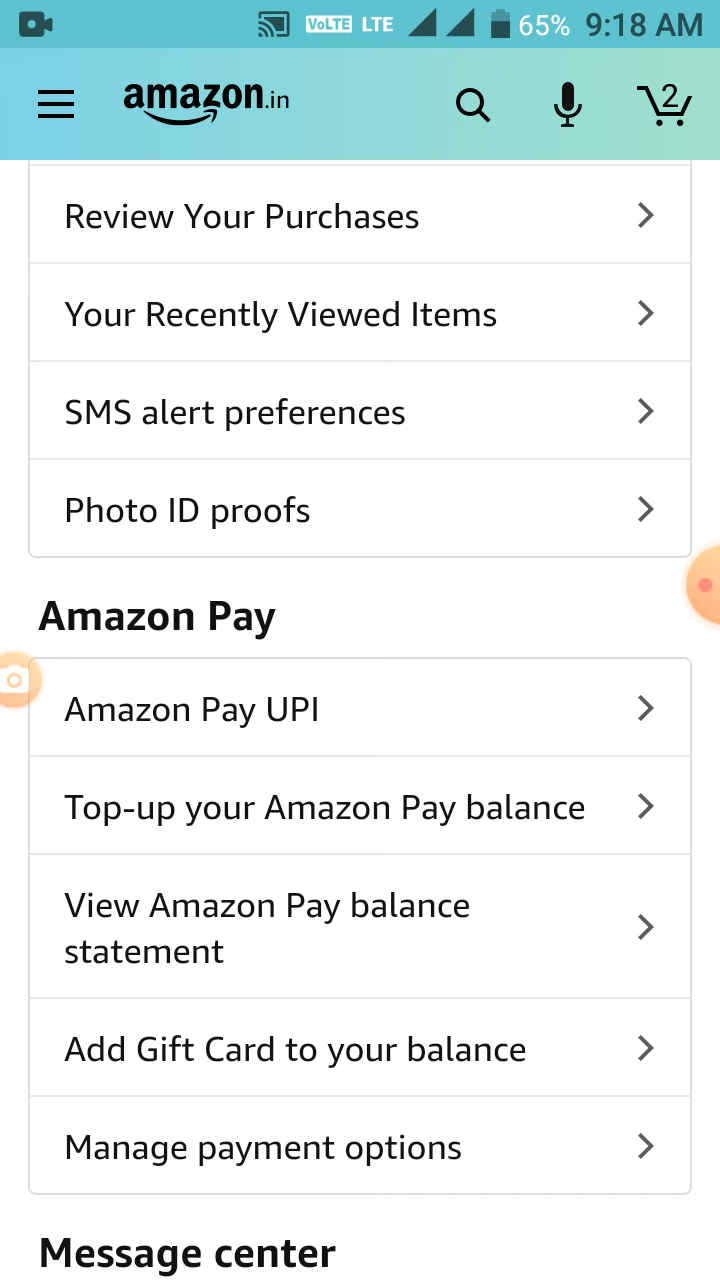 VoLTE LTE 65% 9:18 AM
amazon.in 2
Review Your Purchases
Your Recently Viewed Items
SMS alert preferences
Photo ID proofs
Amazon Pay
Amazon Pay UPI
Top-up your Amazon Pay balance
View Amazon Pay balance
statement
Add Gift Card to your balance
Manage payment options
Message center